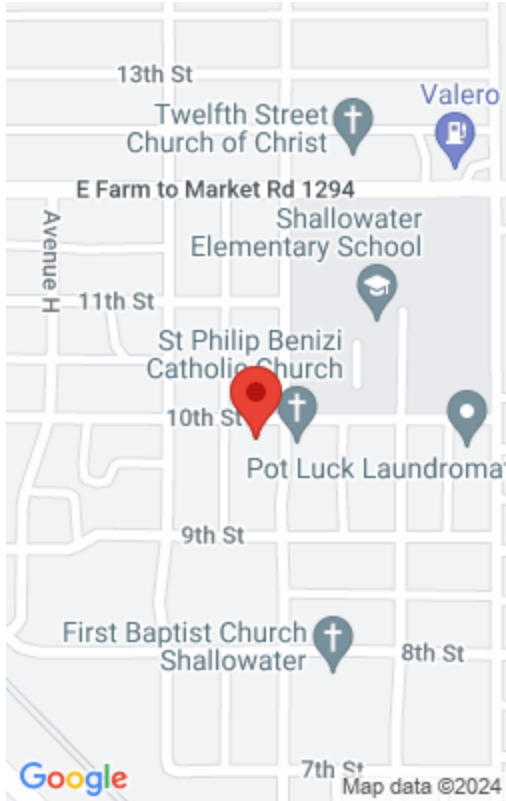 13th St
Valero
Twelfth Street
Church of Christ
E Farm to Market Rd 1294
Avenue H
Shallowater
Elementary School
11th St
St Philip Benizi
Catholic Church
10th St
Pot Luck Laundromat
9th St
First Baptist Church
Shallowater
8th St
7th St
Google
Map data ©2024